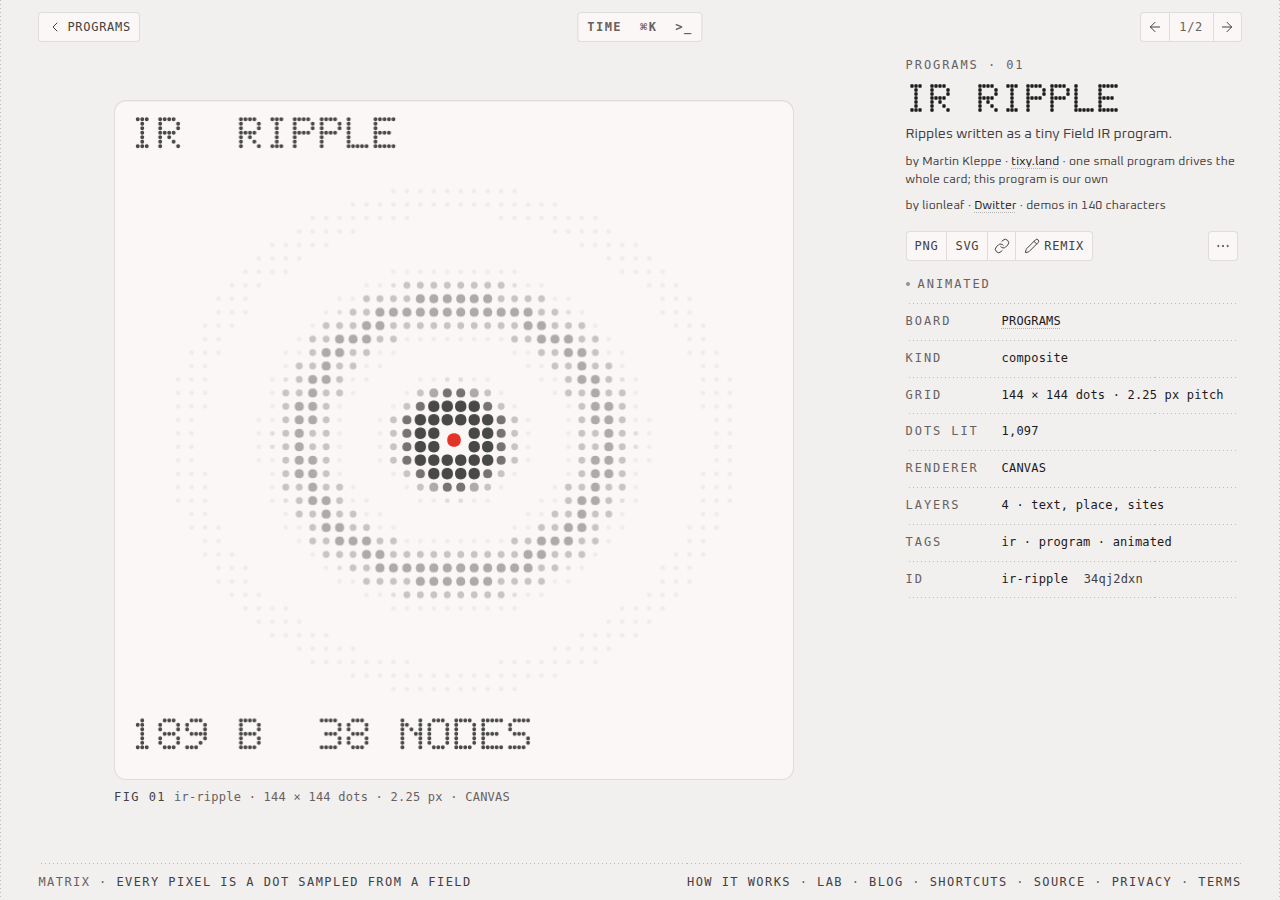 PROGRAMS
TIME ⌘K >_
1/2
IR RIPPLE
189 B 38 NODES
FIG 01 ir-ripple · 144 × 144 dots · 2.25 px · CANVAS
PROGRAMS · 01
IR RIPPLE
Ripples written as a tiny Field IR program.
by Martin Kleppe · tixy.land · one small program drives the
whole card; this program is our own
by lionleaf · Dwitter · demos in 140 characters
PNG SVG REMIX ···
ANIMATED
BOARD PROGRAMS
KIND composite
GRID 144 × 144 dots · 2.25 px pitch
DOTS LIT 1,097
RENDERER CANVAS
LAYERS 4 · text, place, sites
TAGS ir · program · animated
ID ir-ripple 34qj2dxn
MATRIX · EVERY PIXEL IS A DOT SAMPLED FROM A FIELD
HOW IT WORKS · LAB · BLOG · SHORTCUTS · SOURCE · PRIVACY · TERMS